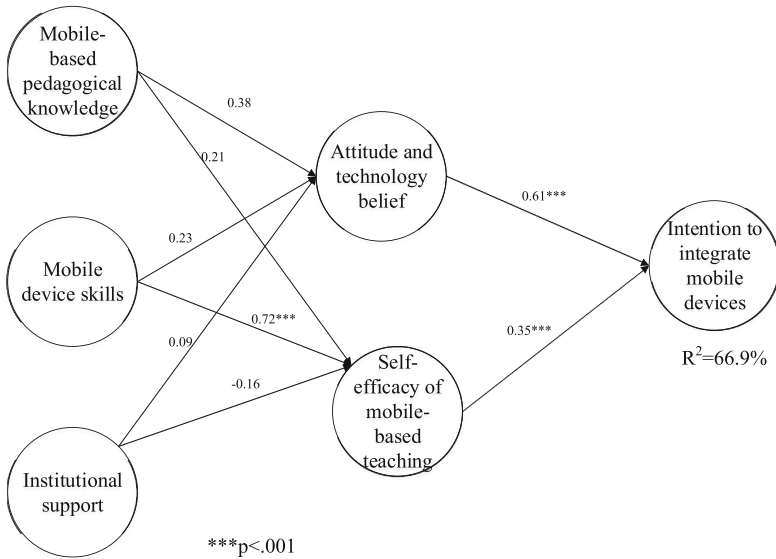 Mobile-
based
pedagogical
knowledge
0.38
0.21
Attitude and
technology
belief
0.61***
Mobile
device skills
0.23
0.72***
0.09
-0.16
Self-
efficacy of
mobile-
based
teaching
0.35***
Intention to
integrate
mobile
devices
R²=66.9%
Institutional
support
***p<.001